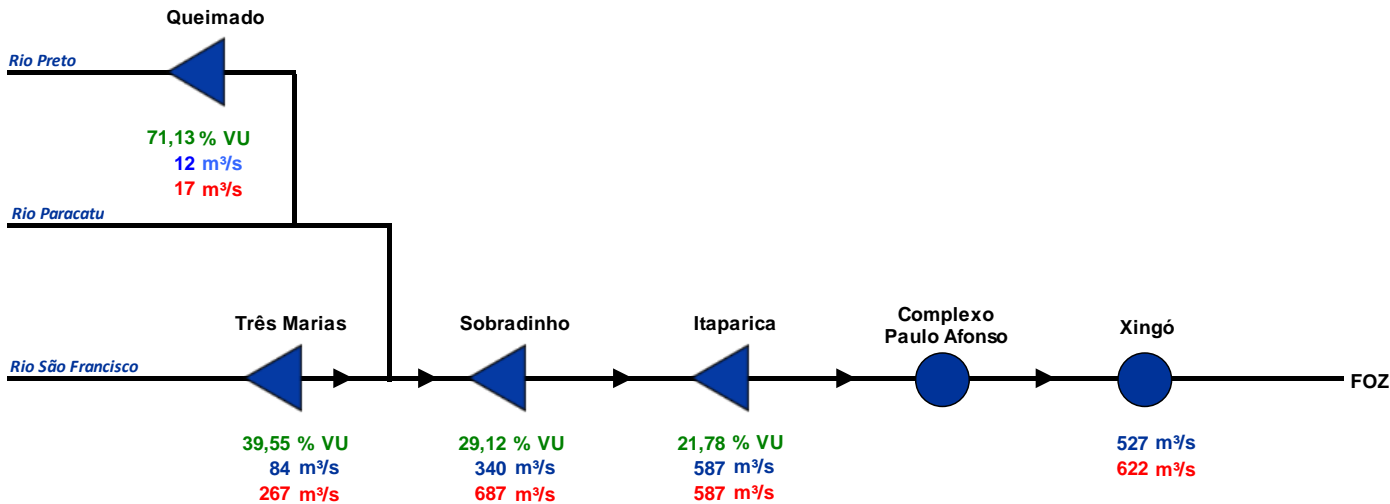 Queimado
Rio Preto
71,13 % VU
12 m³/s
17 m³/s
Rio Paracatu
Três Marias
Sobradinho
Itaparica
Complexo
Paulo Afonso
Xingó
Rio São Francisco
FOZ
39,55 % VU
84 m³/s
267 m³/s
29,12 % VU
340 m³/s
687 m³/s
21,78 % VU
587 m³/s
587 m³/s
527 m³/s
622 m³/s